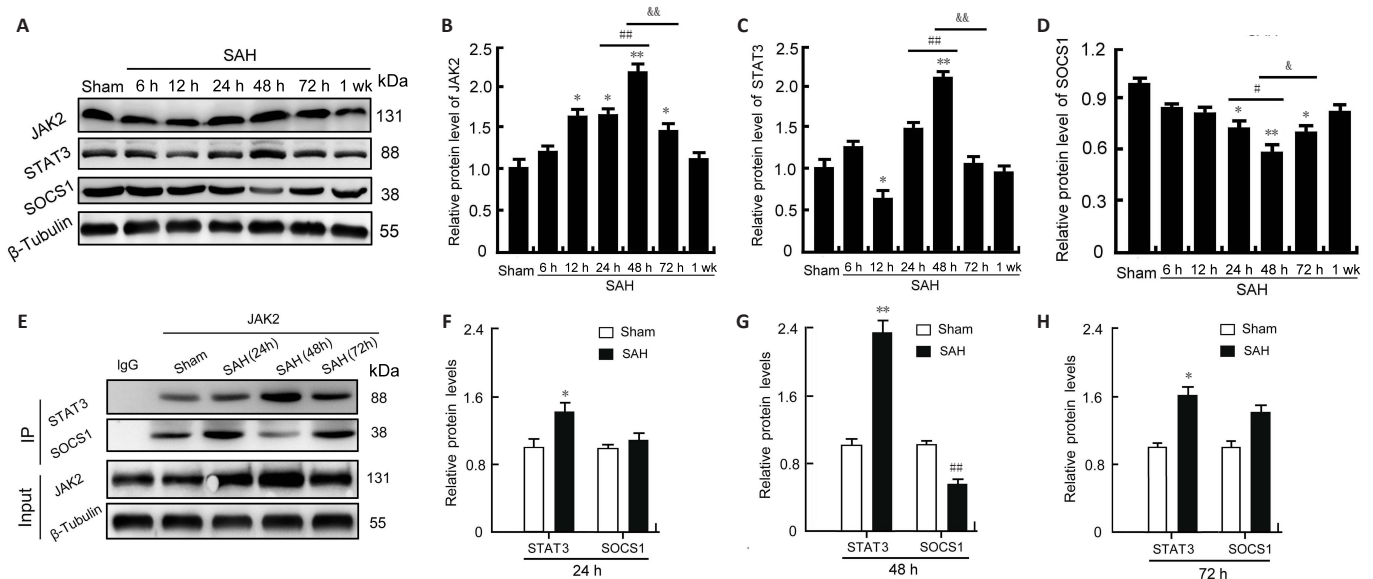 A
SAH
Sham 6 h 12 h 24 h 48 h 72 h 1 wk kDa
JAK2 131
STAT3 88
SOCS1 38
β-Tubulin 55
B
&&
##
**
* * *
Relative protein level of JAK2
2.5
2.0
1.5
1.0
0.5
0
Sham 6 h 12 h 24 h 48 h 72 h 1 wk
SAH
C
&&
##
**
*
Relative protein level of STAT3
2.5
2.0
1.5
1.0
0.5
0
Sham 6 h 12 h 24 h 48 h 72 h 1 wk
SAH
D
&
#
* ** *
Relative protein level of SOCS1
1.2
0.9
0.6
0.3
0
Sham 6 h 12 h 24 h 48 h 72 h 1 wk
SAH
E
JAK2
IgG Sham SAH (24h) SAH (48h) SAH (72h) kDa
IP
STAT3 88
SOCS1 38
Input
JAK2 131
β-Tubulin 55
F
Sham
SAH
*
Relative protein levels
2.4
1.6
0.8
0
STAT3 SOCS1
24 h
G
Sham
SAH
**
##
Relative protein levels
2.4
1.6
0.8
0
STAT3 SOCS1
48 h
H
Sham
SAH
*
Relative protein levels
2.4
1.6
0.8
0
STAT3 SOCS1
72 h